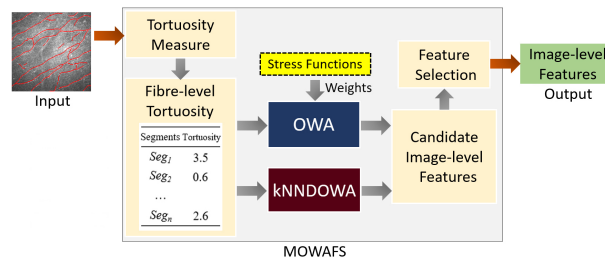 Input
Tortuosity
Measure
Fibre-level
Tortuosity
Segments Tortuosity
Seg1 3.5
Seg2 0.6
...
Segn 2.6
Stress Functions
Weights
OWA
kNNDOWA
Candidate
Image-level
Features
Feature
Selection
Image-level
Features
Output
MOWAFS